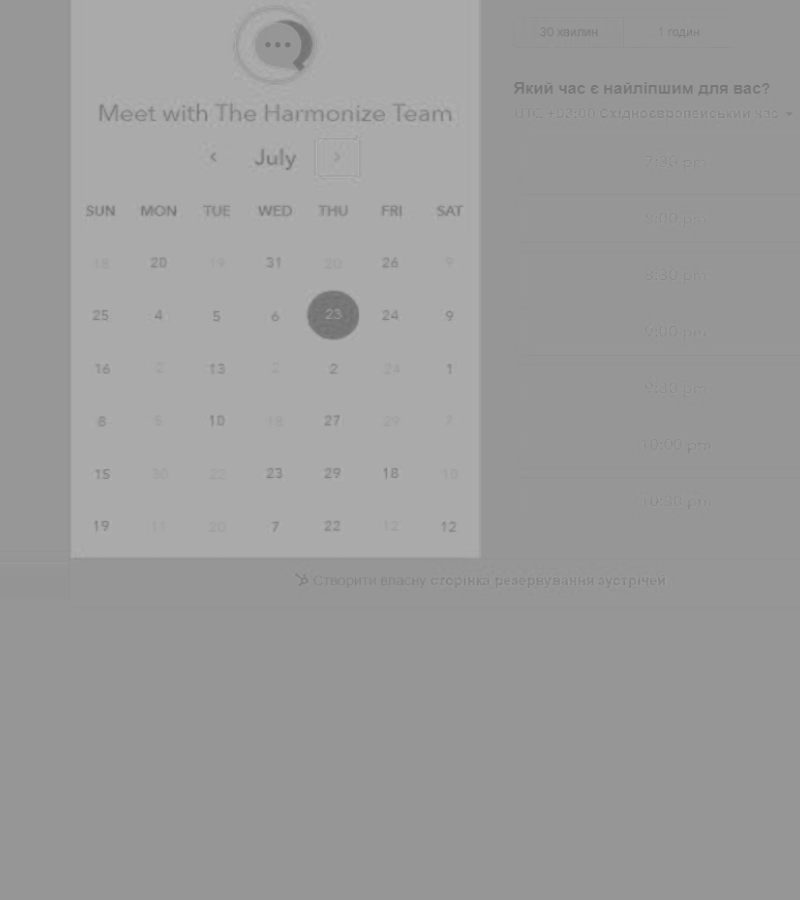 Meet with The Harmonize Team
July
SUN MON TUE WED THU FRI SAT
18 20 19 31 20 26 9
25 4 5 6 23 24 9
16 2 13 2 2 24 1
8 5 10 18 27 29 7
15 30 22 23 29 18 10
19 11 20 7 22 12 12
30 хвилин 1 годин
Який час є найліпшим для вас?
UTC +03:00 Східноєвропейський час
7:30 pm
8:00 pm
8:30 pm
9:00 pm
9:30 pm
10:00 pm
10:30 pm
Створити власну сторінка резервування зустрічей